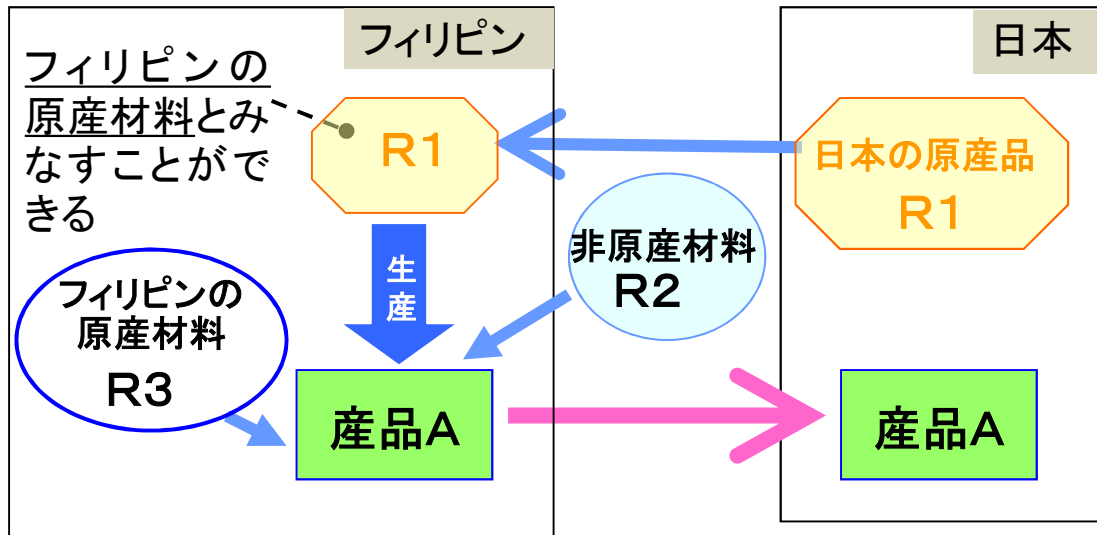 フィリピン
フィリピンの
原産材料とみ
なすことがで
きる
R1
生産
フィリピンの
原産材料
R3
産品A
非原産材料
R2
日本
日本の原産品
R1
産品A